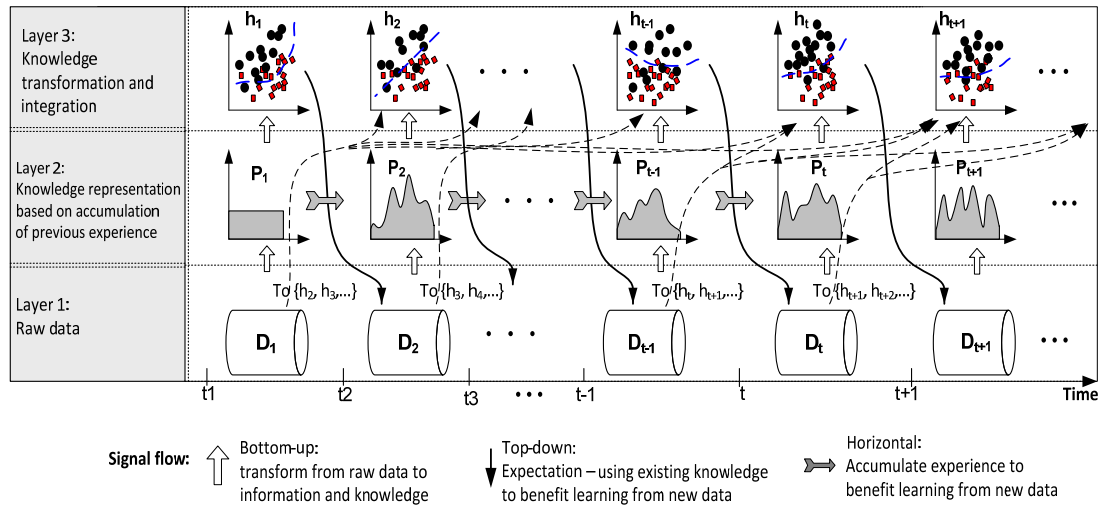 Layer 3:
Knowledge
transformation and
integration
h1
h2
. . .
ht-1
ht
ht+1
...
Layer 2:
Knowledge representation
based on accumulation
of previous experience
P1
P2
. . .
Pt-1
Pt
Pt+1
...
Layer 1:
Raw data
To {h2, h3,...}
To {h3, h4,...}
To {ht, ht+1,...}
To {ht+1, ht+2,...}
D1
D2
. . .
Dt-1
Dt
Dt+1
...
t1
t2
t3
...
t-1
t
t+1
Time
Signal flow:
Bottom-up:
transform from raw data to
information and knowledge
Top-down:
Expectation – using existing knowledge
to benefit learning from new data
Horizontal:
Accumulate experience to
benefit learning from new data